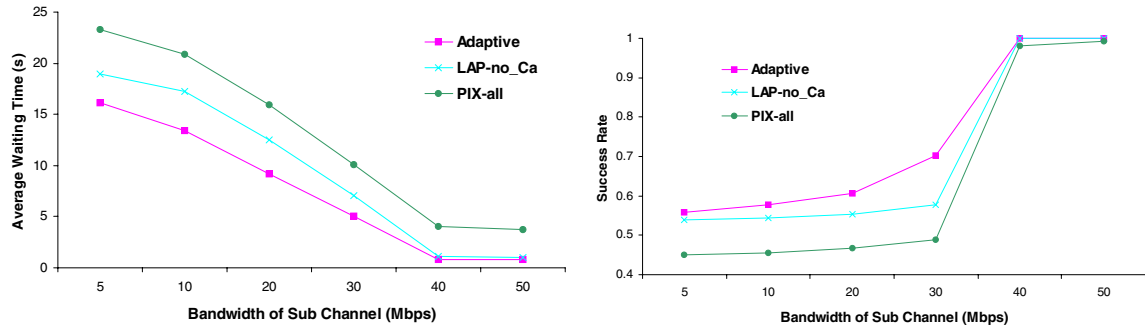 25
20
15
10
5
0
Average Waiting Time (s)
Adaptive
LAP-no_Ca
PIX-all
5 10 20 30 40 50
Bandwidth of Sub Channel (Mbps)
1
0.9
0.8
0.7
0.6
0.5
0.4
Success Rate
Adaptive
LAP-no_Ca
PIX-all
5 10 20 30 40 50
Bandwidth of Sub Channel (Mbps)